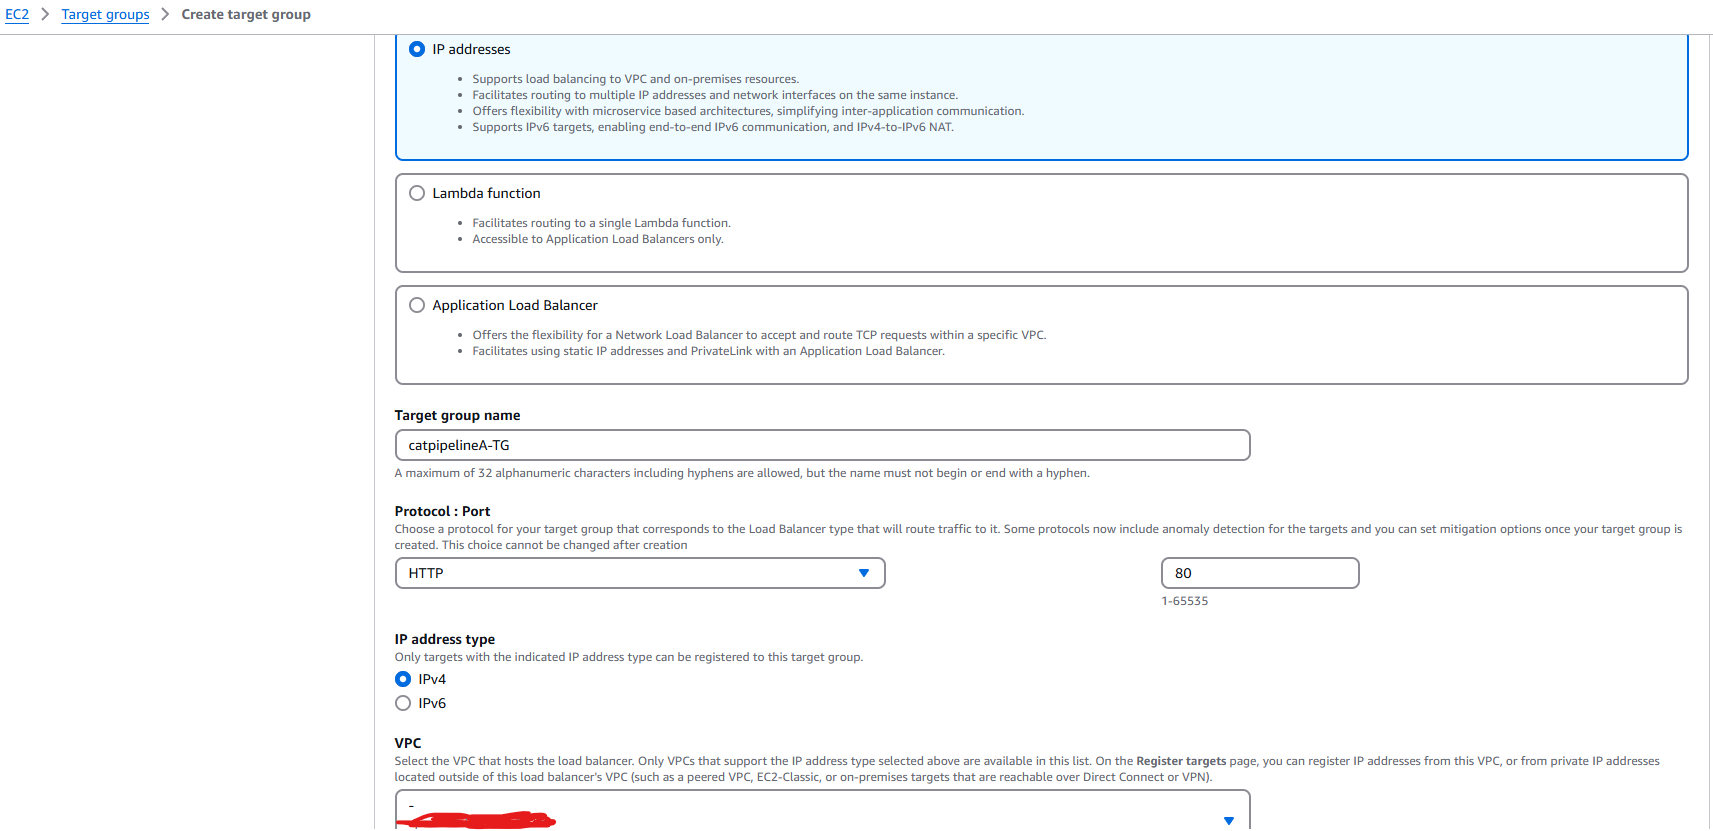 EC2 > Target groups > Create target group
IP addresses
• Supports load balancing to VPC and on-premises resources.
• Facilitates routing to multiple IP addresses and network interfaces on the same instance.
• Offers flexibility with microservice based architectures, simplifying inter-application communication.
• Supports IPv6 targets, enabling end-to-end IPv6 communication, and IPv4-to-IPv6 NAT.
Lambda function
• Facilitates routing to a single Lambda function.
• Accessible to Application Load Balancers only.
Application Load Balancer
• Offers the flexibility for a Network Load Balancer to accept and route TCP requests within a specific VPC.
• Facilitates using static IP addresses and PrivateLink with an Application Load Balancer.
Target group name
catpipelineA-TG
A maximum of 32 alphanumeric characters including hyphens are allowed, but the name must not begin or end with a hyphen.
Protocol : Port
Choose a protocol for your target group that corresponds to the Load Balancer type that will route traffic to it. Some protocols now include anomaly detection for the targets and you can set mitigation options once your target group is
created. This choice cannot be changed after creation
HTTP 80
1-65535
IP address type
Only targets with the indicated IP address type can be registered to this target group.
IPv4
IPv6
VPC
Select the VPC that hosts the load balancer. Only VPCs that support the IP address type selected above are available in this list. On the Register targets page, you can register IP addresses from this VPC, or from private IP addresses
located outside of this load balancer's VPC (such as a peered VPC, EC2-Classic, or on-premises targets that are reachable over Direct Connect or VPN).
-